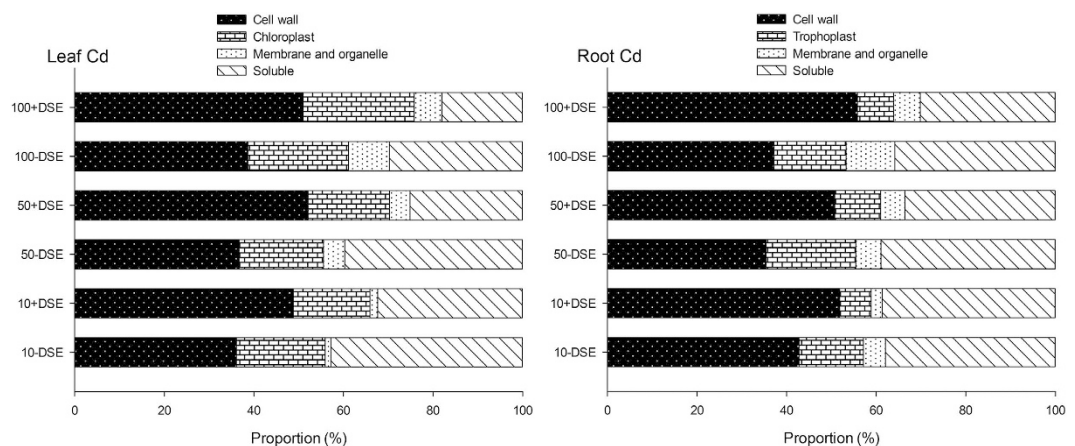 Cell wall
Chloroplast
Membrane and organelle
Soluble
Leaf Cd
100+DSE
100-DSE
50+DSE
50-DSE
10+DSE
10-DSE
0 20 40 60 80 100
Proportion (%)
Cell wall
Trophoplast
Membrane and organelle
Soluble
Root Cd
100+DSE
100-DSE
50+DSE
50-DSE
10+DSE
10-DSE
0 20 40 60 80 100
Proportion (%)